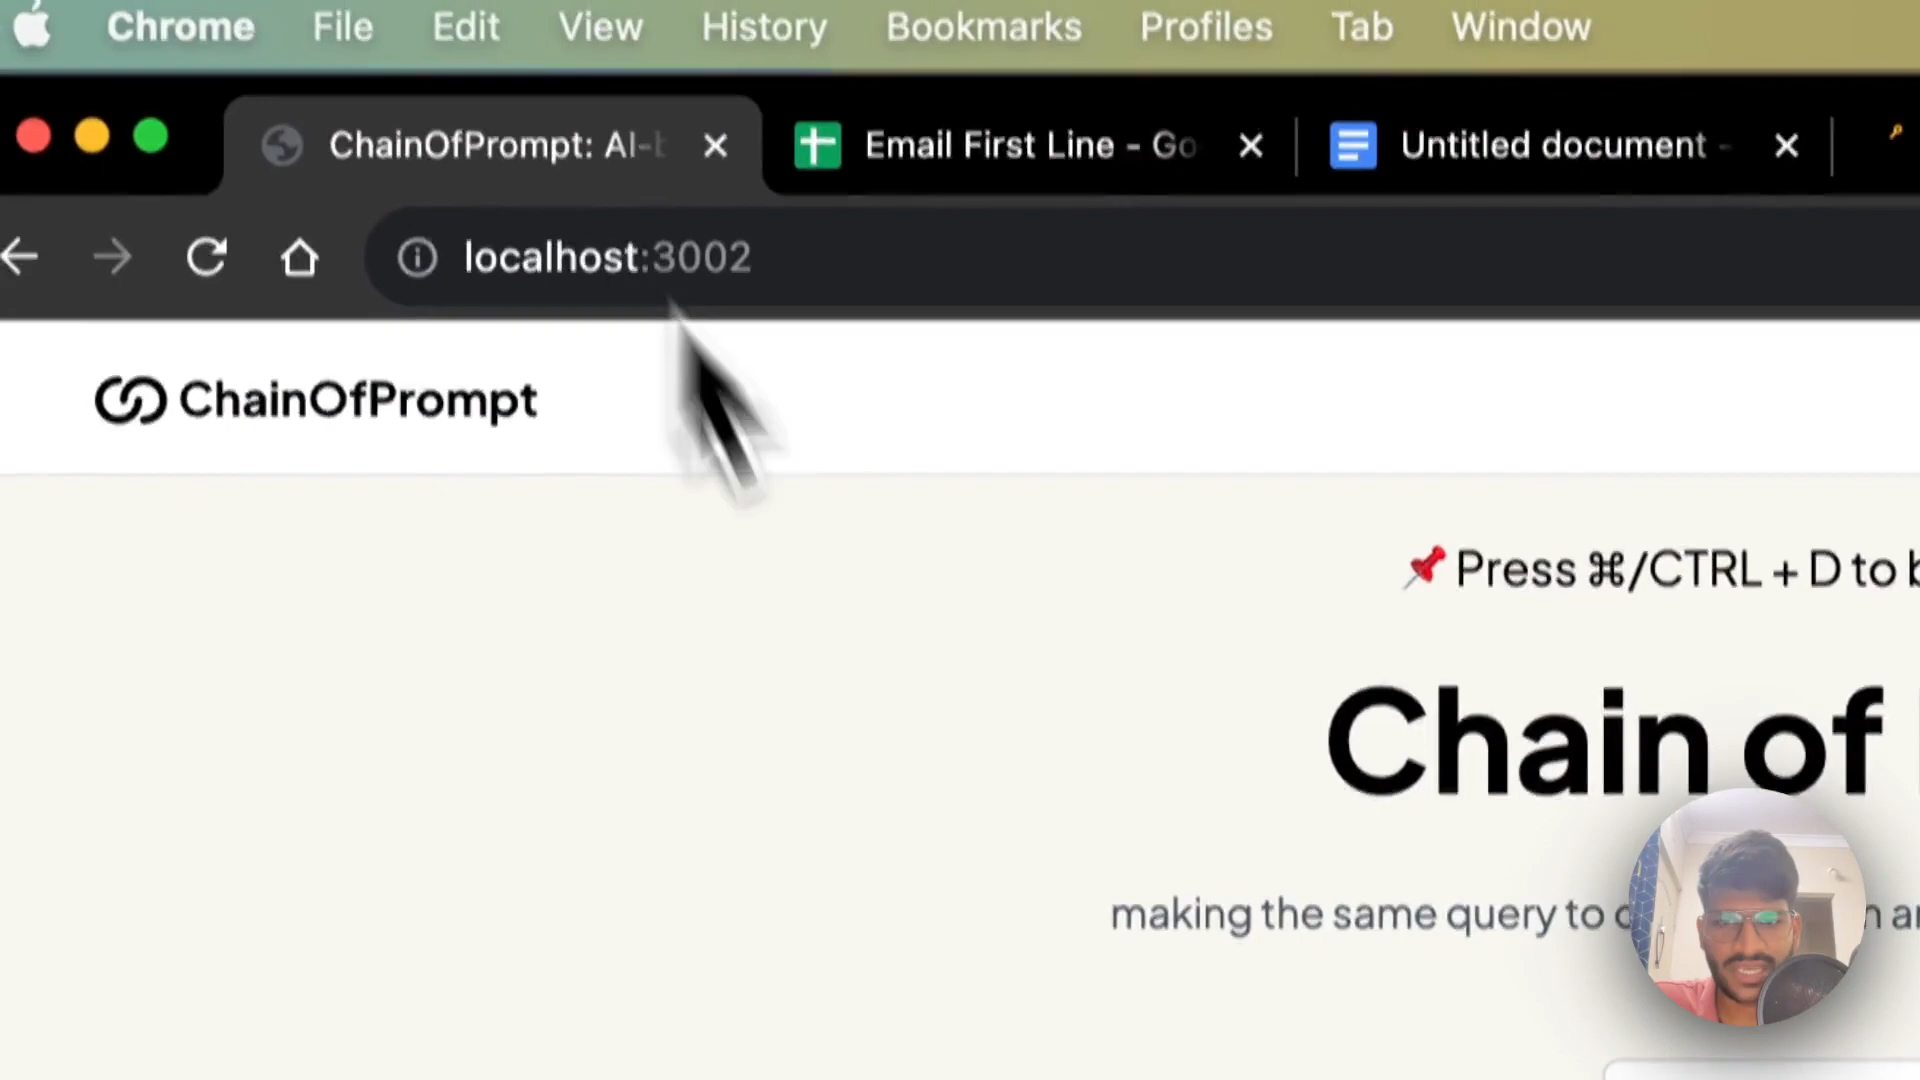 Chrome File Edit View History Bookmarks Profiles Tab Window
ChainOfPrompt: AI-b
Email First Line - Go
Untitled document -
localhost:3002
ChainOfPrompt
📌 Press ⌘/CTRL + D to b
Chain of
making the same query to